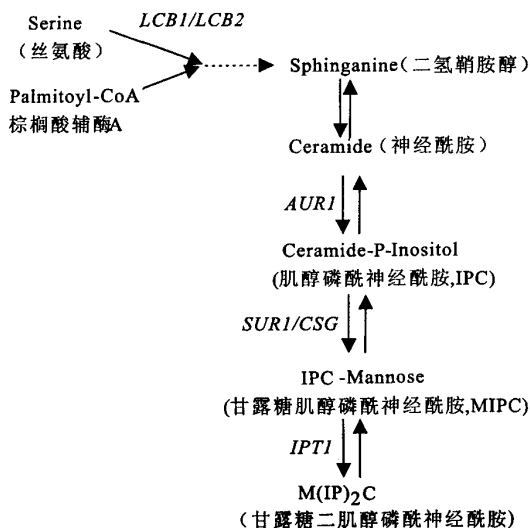 Serine
LCB1/LCB2
(丝氨酸)
Sphinganine(二氢鞘胺醇)
Palmitoyl-CoA
棕榈酸辅酶A
Ceramide(神经酰胺)
AUR1
Ceramide-P-Inositol
(肌醇磷酰神经酰胺,IPC)
SUR1/CSG
IPC-Mannose
(甘露糖肌醇磷酰神经酰胺,MIPC)
IPT1
M(IP)₂C
(甘露糖二肌醇磷酰神经酰胺)